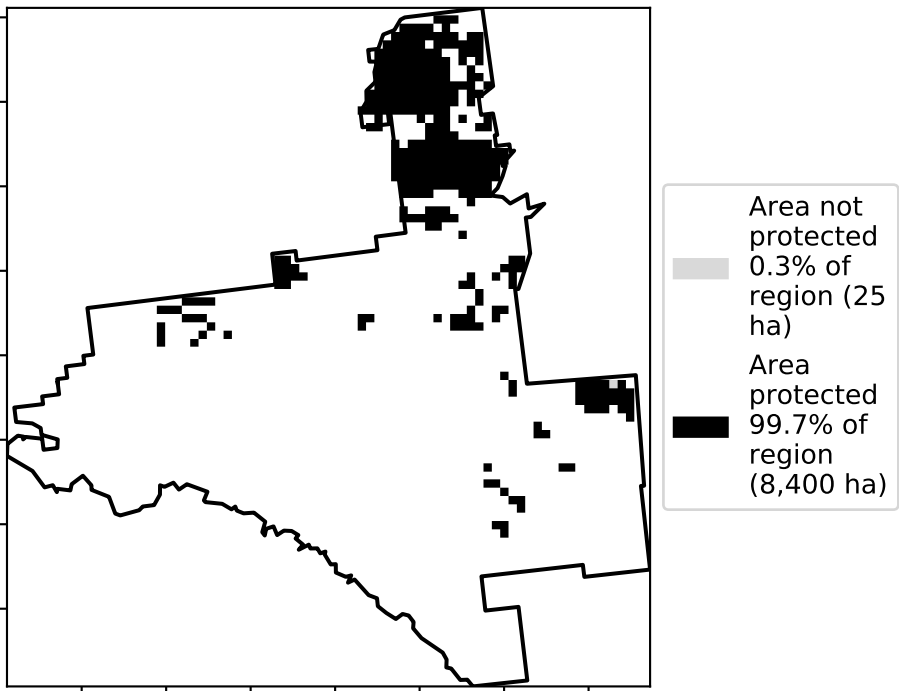 Area not
protected
0.3% of
region (25
ha)
Area
protected
99.7% of
region
(8,400 ha)